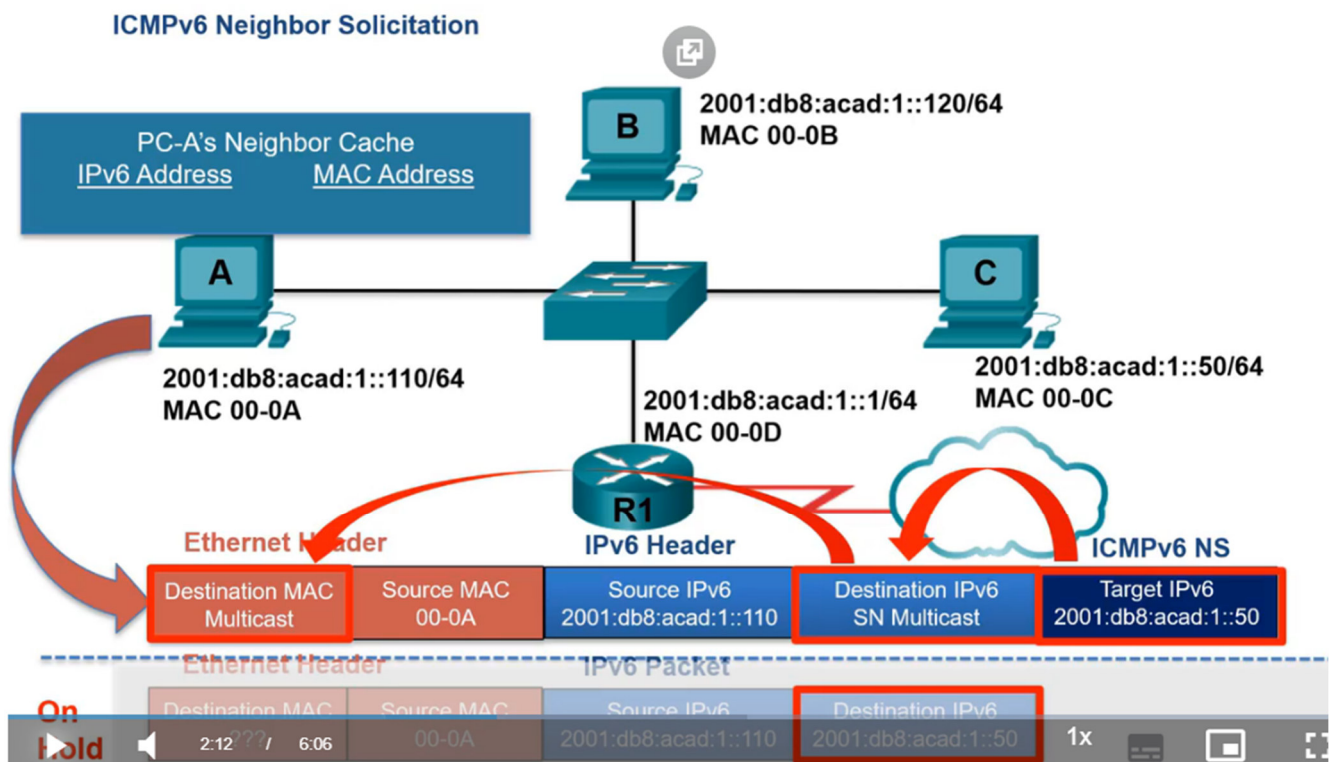 ICMPv6 Neighbor Solicitation
B
2001:db8:acad:1::120/64
MAC 00-0B
PC-A's Neighbor Cache
IPv6 Address MAC Address
A
C
2001:db8:acad:1::110/64
MAC 00-0A
2001:db8:acad:1::50/64
MAC 00-0C
2001:db8:acad:1::1/64
MAC 00-0D
R1
Ethernet Header
IPv6 Header
ICMPv6 NS
Destination MAC
Multicast
Source MAC
00-0A
Source IPv6
2001:db8:acad:1::110
Destination IPv6
SN Multicast
Target IPv6
2001:db8:acad:1::50
Ethernet Header
IPv6 Packet
On
Hold
Destination MAC
???
Source MAC
00-0A
Source IPv6
2001:db8:acad:1::110
Destination IPv6
2001:db8:acad:1::50
2:12 / 6:06
1x